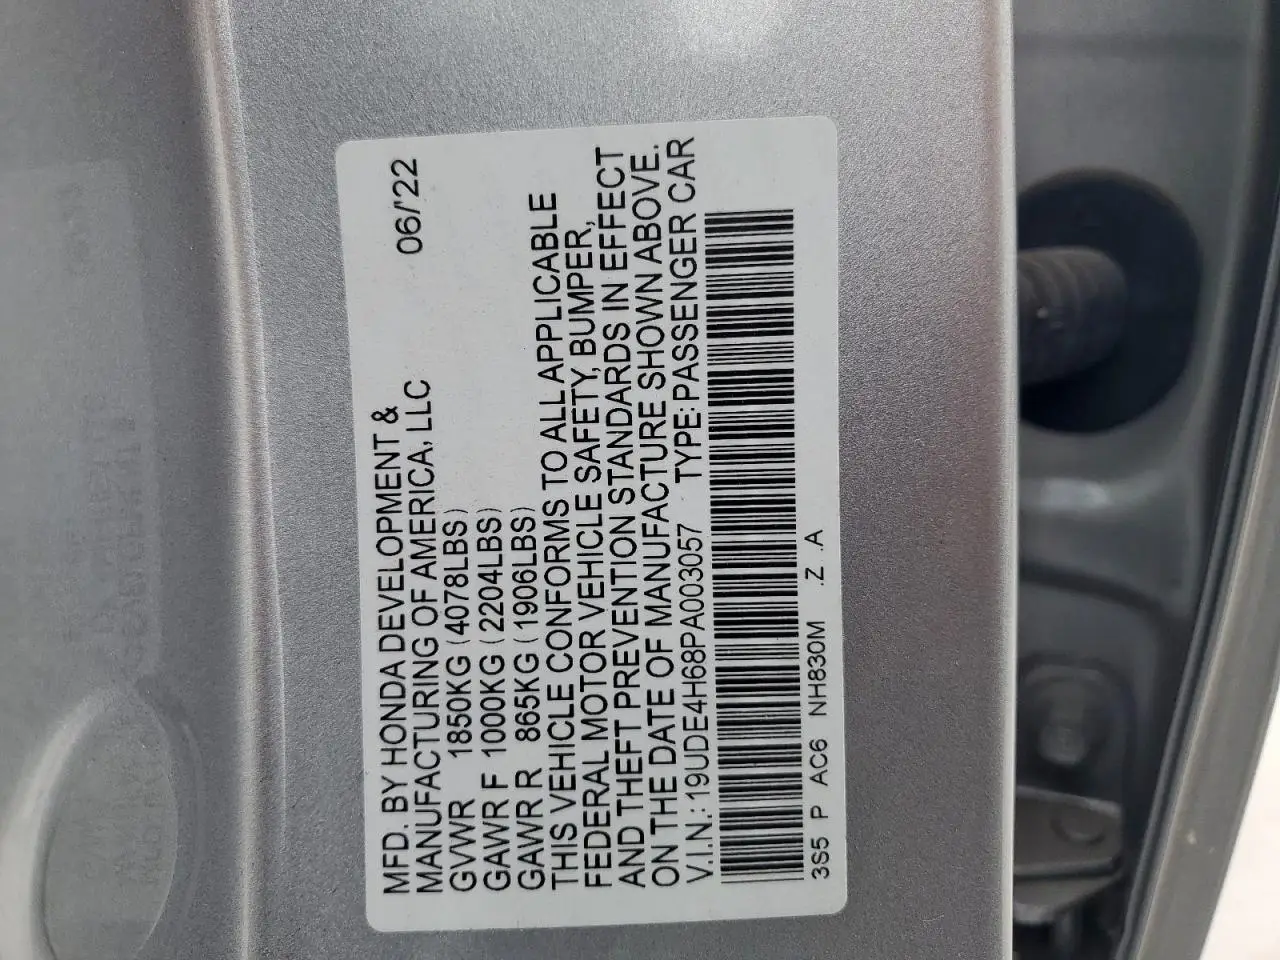 MFD. BY HONDA DEVELOPMENT &
MANUFACTURING OF AMERICA, LLC 06/'22
GVWR 1850KG (4078LBS)
GAWR F 1000KG (2204LBS)
GAWR R 865KG (1906LBS)
THIS VEHICLE CONFORMS TO ALL APPLICABLE
FEDERAL MOTOR VEHICLE SAFETY, BUMPER,
AND THEFT PREVENTION STANDARDS IN EFFECT
ON THE DATE OF MANUFACTURE SHOWN ABOVE.
V.I.N.: 19UDE4H68PA003057 TYPE: PASSENGER CAR
3S5 P AC6 NH830M .Z .A